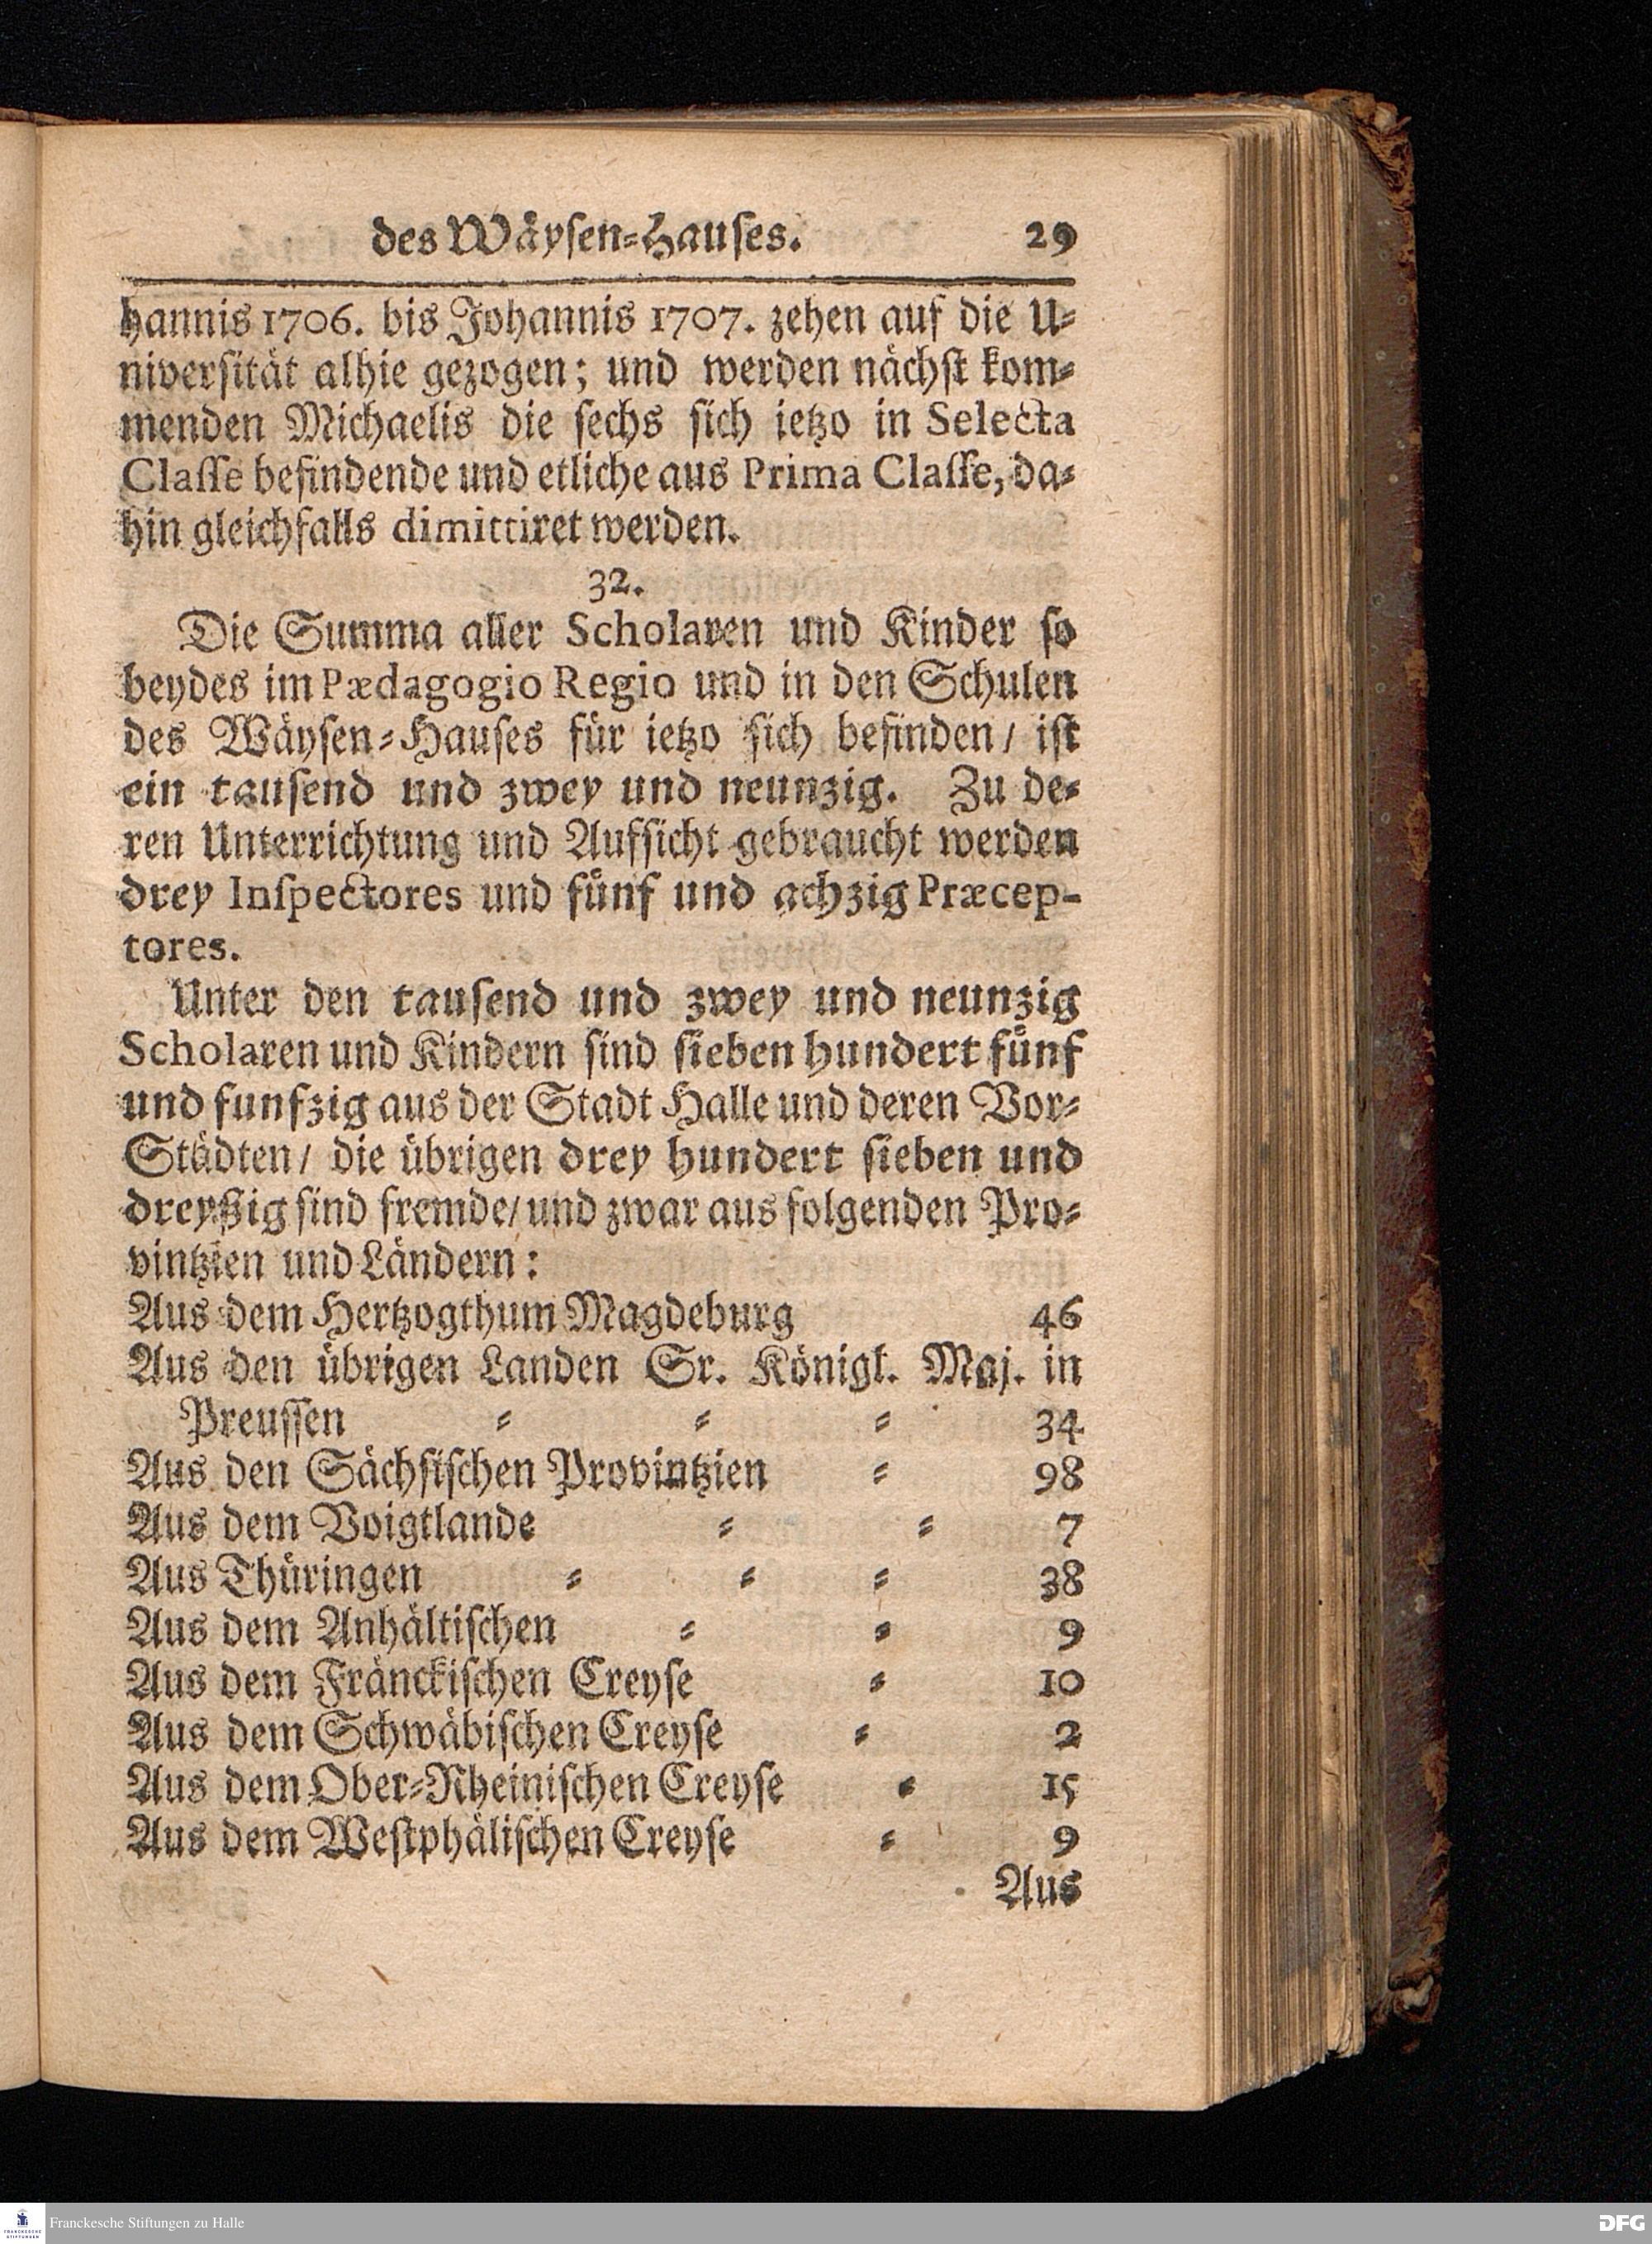 des Wäysen-Hauses. 29
hannis 1706. bis Johannis 1707. zehen auf die U-
niversität alhie gezogen; und werden nächst kom-
menden Michaelis die sechs sich ietzo in Selecta
Classe befindende und etliche aus Prima Classe, da-
hin gleichfalls dimittiret werden.
32.
Die Summa aller Scholaren und Kinder so
beydes im Pædagogio Regio und in den Schulen
des Wäysen-Hauses für ietzo sich befinden/ ist
ein tausend und zwey und neunzig. Zu de-
ren Unterrichtung und Aufsicht gebraucht werden
drey Inspectores und fünf und achzig Præcep-
tores.
Unter den tausend und zwey und neunzig
Scholaren und Kindern sind sieben hundert fünf
und funfzig aus der Stadt Halle und deren Vor-
Städten/ die übrigen drey hundert sieben und
dreyßig sind fremde/ und zwar aus folgenden Pro-
vintzien und Ländern:
Aus dem Hertzogthum Magdeburg 46
Aus den übrigen Landen Sr. Königl. Maj. in
Preussen - - - 34
Aus den Sächsischen Provintzien - 98
Aus dem Voigtlande - - 7
Aus Thüringen - - - 38
Aus dem Anhältischen - - 9
Aus dem Fränckischen Creyse - 10
Aus dem Schwäbischen Creyse - 2
Aus dem Ober-Rheinischen Creyse - 15
Aus dem Westphälischen Creyse - 9
Aus
FRANCKESCHE STIFTUNGEN
Franckesche Stiftungen zu Halle
DFG